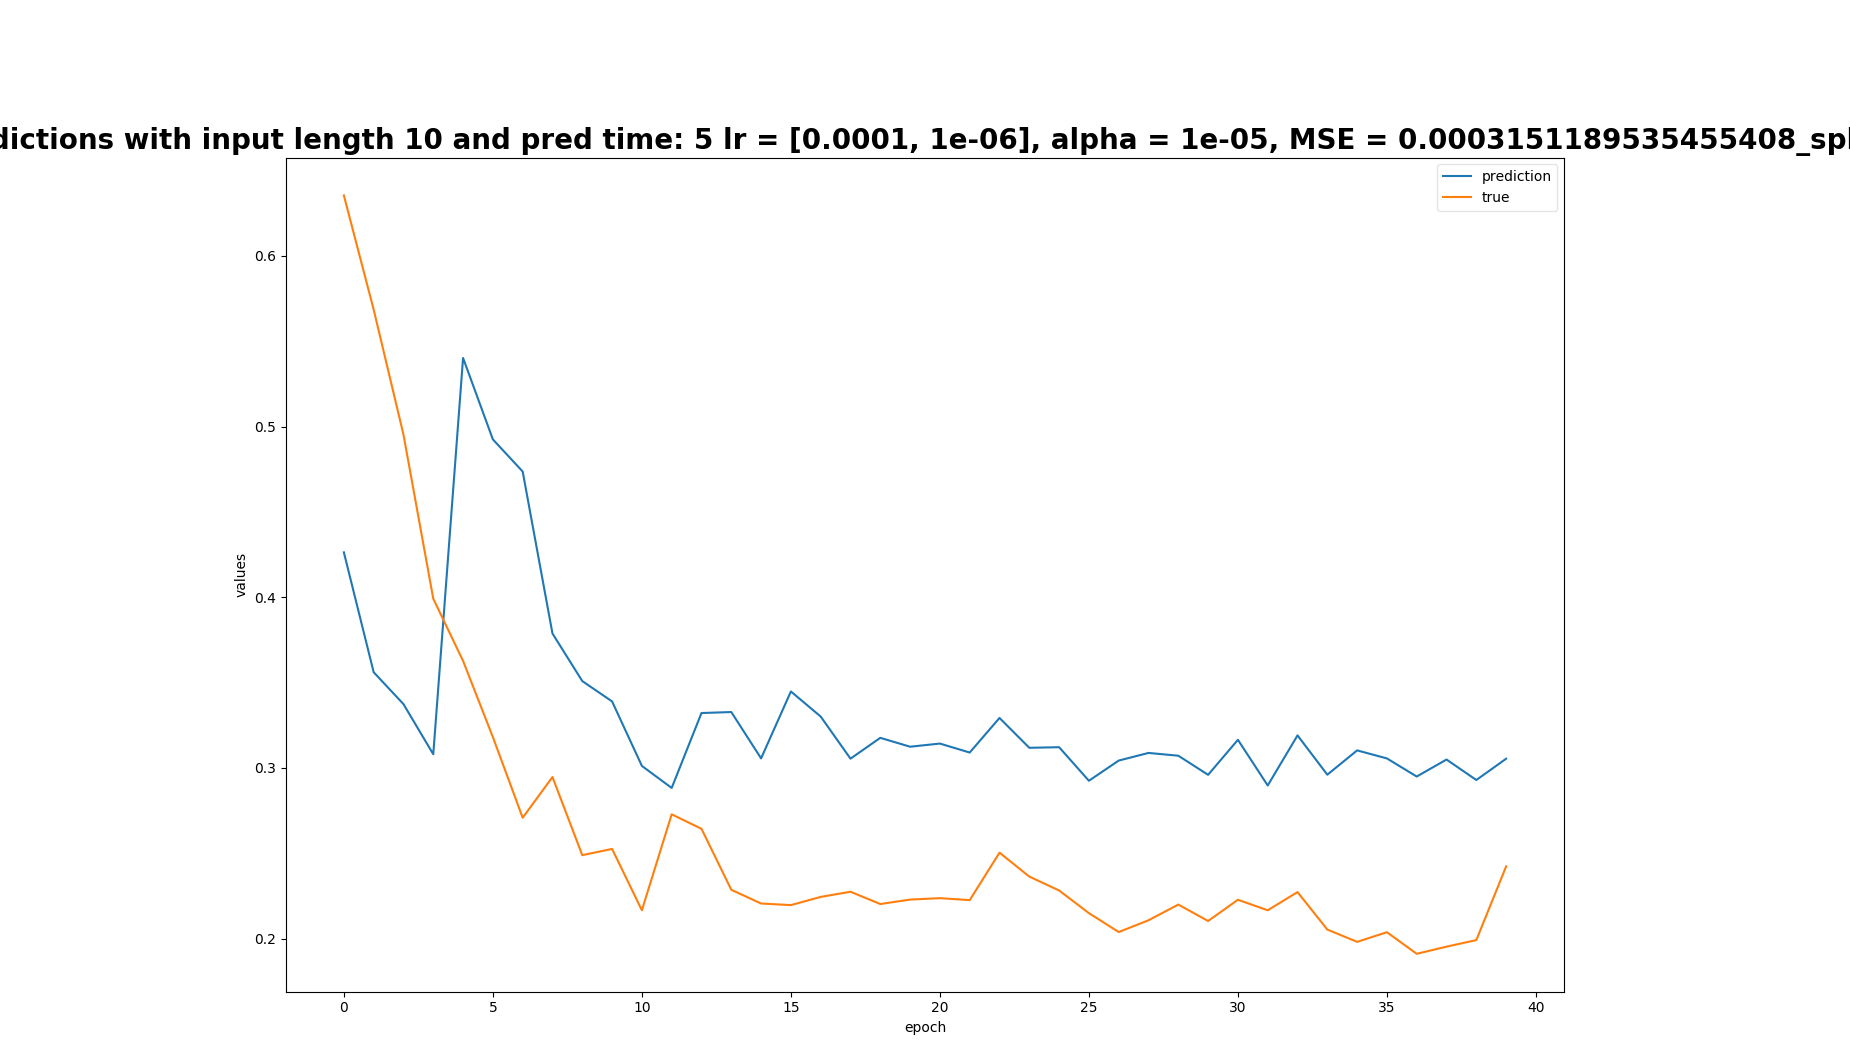 dictions with input length 10 and pred time: 5 lr = [0.0001, 1e-06], alpha = 1e-05, MSE = 0.0003151189535455408_spl
prediction
true
0.6
0.5
0.4
0.3
0.2
values
0 5 10 15 20 25 30 35 40
epoch